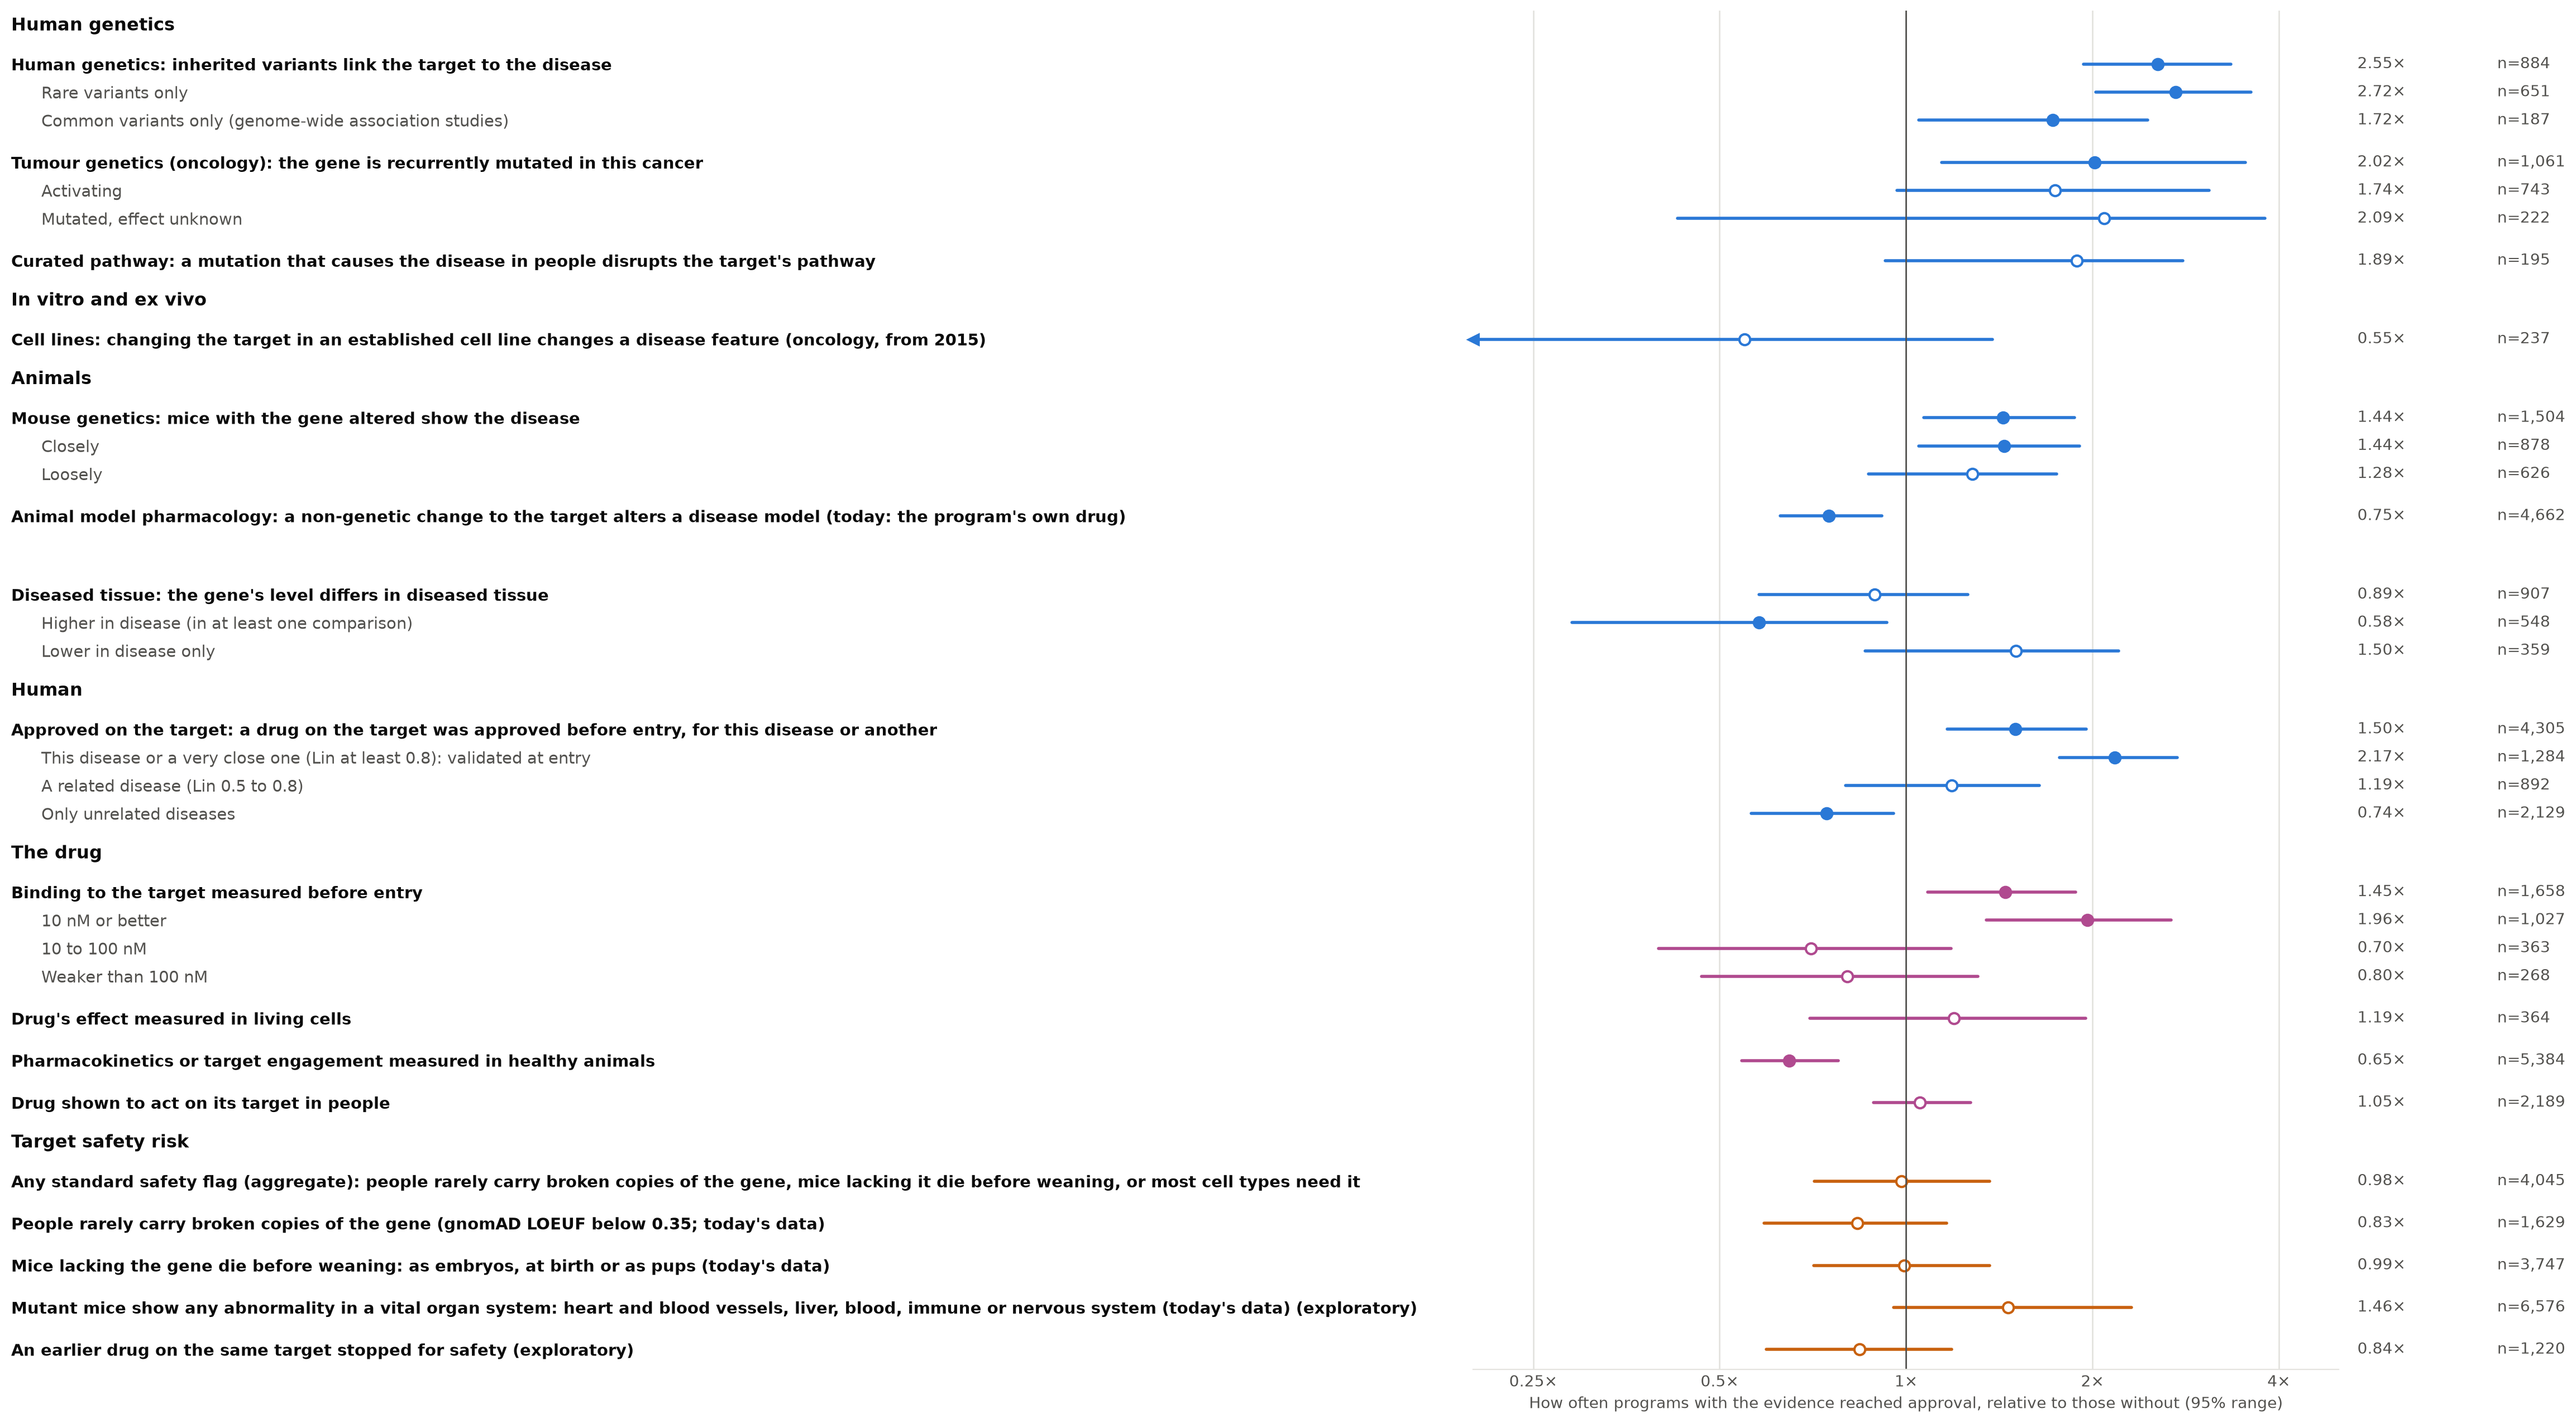 Human genetics
Human genetics: inherited variants link the target to the disease 2.55× n=884
Rare variants only 2.72× n=651
Common variants only (genome-wide association studies) 1.72× n=187
Tumour genetics (oncology): the gene is recurrently mutated in this cancer 2.02× n=1,061
Activating 1.74× n=743
Mutated, effect unknown 2.09× n=222
Curated pathway: a mutation that causes the disease in people disrupts the target's pathway 1.89× n=195
In vitro and ex vivo
Cell lines: changing the target in an established cell line changes a disease feature (oncology, from 2015) 0.55× n=237
Animals
Mouse genetics: mice with the gene altered show the disease 1.44× n=1,504
Closely 1.44× n=878
Loosely 1.28× n=626
Animal model pharmacology: a non-genetic change to the target alters a disease model (today: the program's own drug) 0.75× n=4,662
Diseased tissue: the gene's level differs in diseased tissue 0.89× n=907
Higher in disease (in at least one comparison) 0.58× n=548
Lower in disease only 1.50× n=359
Human
Approved on the target: a drug on the target was approved before entry, for this disease or another 1.50× n=4,305
This disease or a very close one (Lin at least 0.8): validated at entry 2.17× n=1,284
A related disease (Lin 0.5 to 0.8) 1.19× n=892
Only unrelated diseases 0.74× n=2,129
The drug
Binding to the target measured before entry 1.45× n=1,658
10 nM or better 1.96× n=1,027
10 to 100 nM 0.70× n=363
Weaker than 100 nM 0.80× n=268
Drug's effect measured in living cells 1.19× n=364
Pharmacokinetics or target engagement measured in healthy animals 0.65× n=5,384
Drug shown to act on its target in people 1.05× n=2,189
Target safety risk
Any standard safety flag (aggregate): people rarely carry broken copies of the gene, mice lacking it die before weaning, or most cell types need it 0.98× n=4,045
People rarely carry broken copies of the gene (gnomAD LOEUF below 0.35; today's data) 0.83× n=1,629
Mice lacking the gene die before weaning: as embryos, at birth or as pups (today's data) 0.99× n=3,747
Mutant mice show any abnormality in a vital organ system: heart and blood vessels, liver, blood, immune or nervous system (today's data) (exploratory) 1.46× n=6,576
An earlier drug on the same target stopped for safety (exploratory) 0.84× n=1,220
0.25× 0.5× 1× 2× 4×
How often programs with the evidence reached approval, relative to those without (95% range)